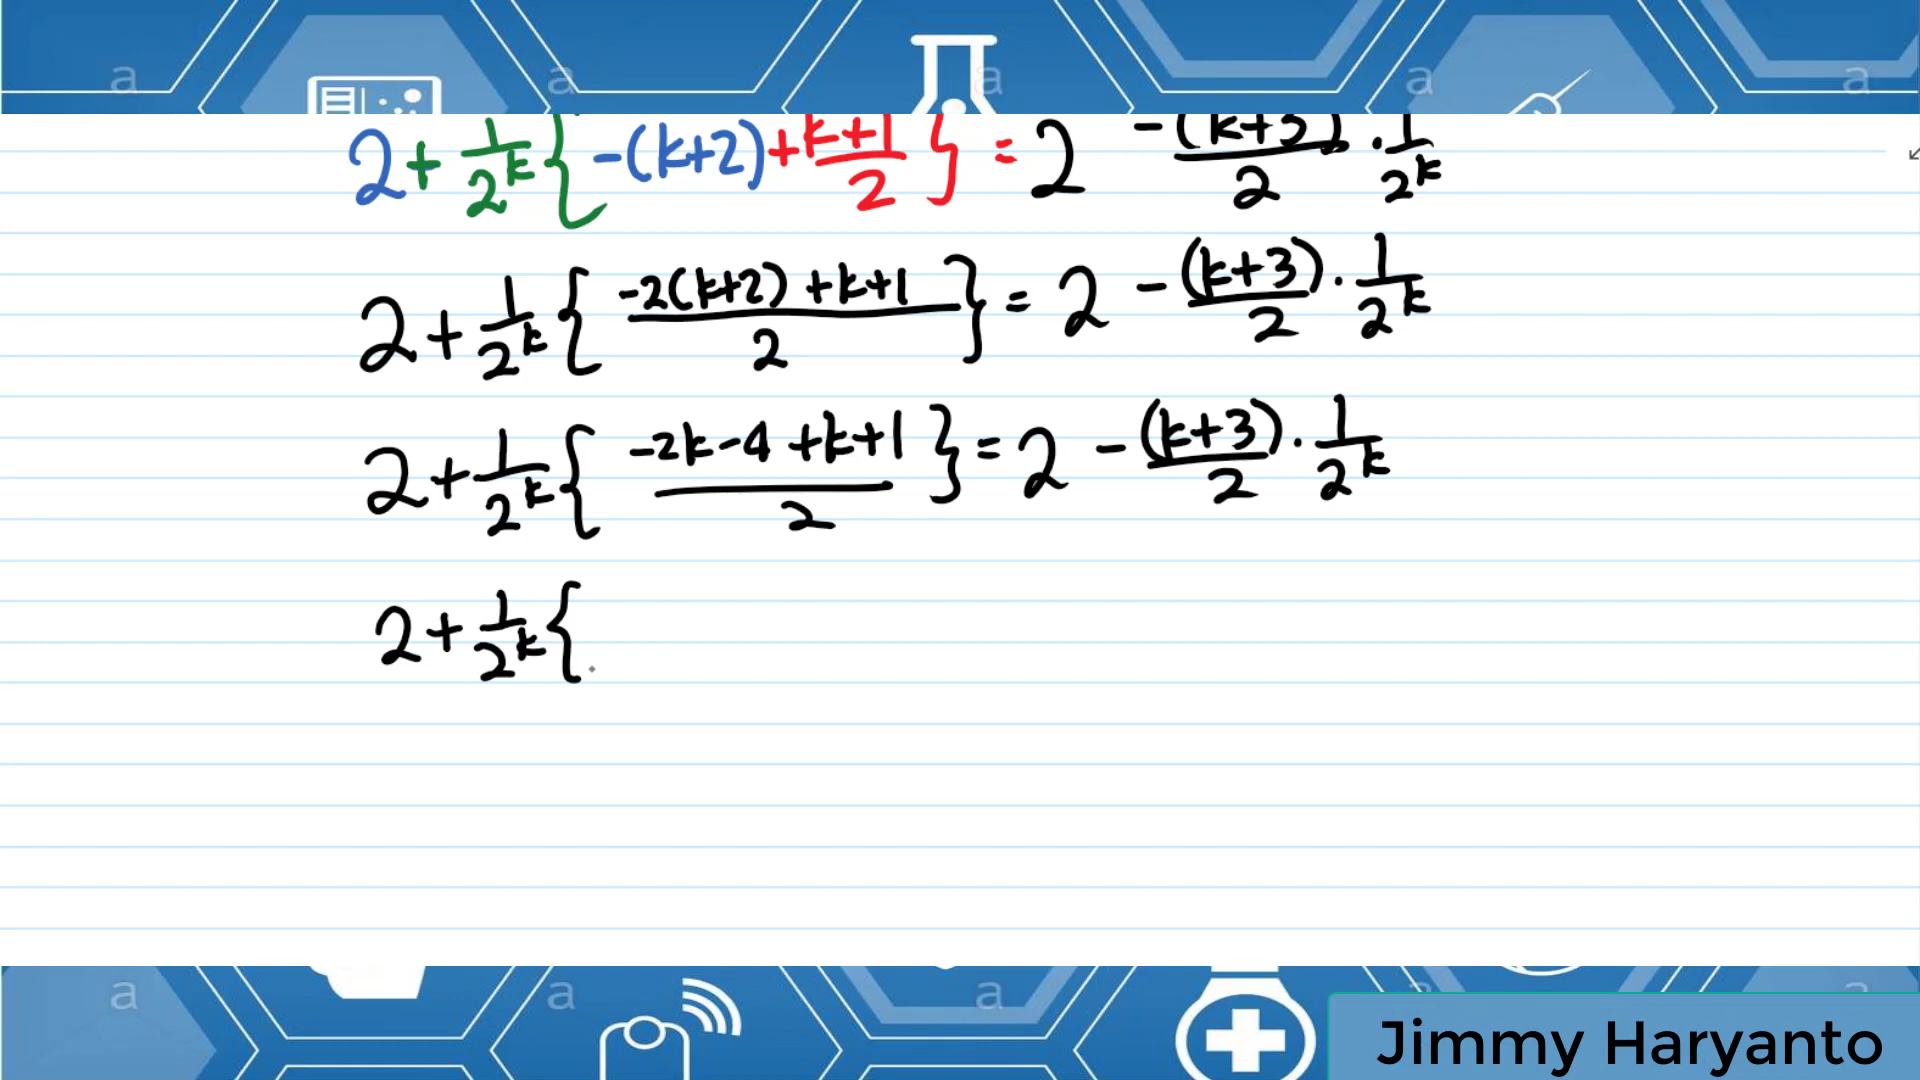 a a a a a
2 + 1/2^k { -(k+2) + k+1/2 } = 2 - (k+3)/2 · 1/2^k
2 + 1/2^k { -2(k+2) + k+1 / 2 } = 2 - (k+3)/2 · 1/2^k
2 + 1/2^k { -2k-4 +k+1 / 2 } = 2 - (k+3)/2 · 1/2^k
2 + 1/2^k {
a a a a
Jimmy Haryanto